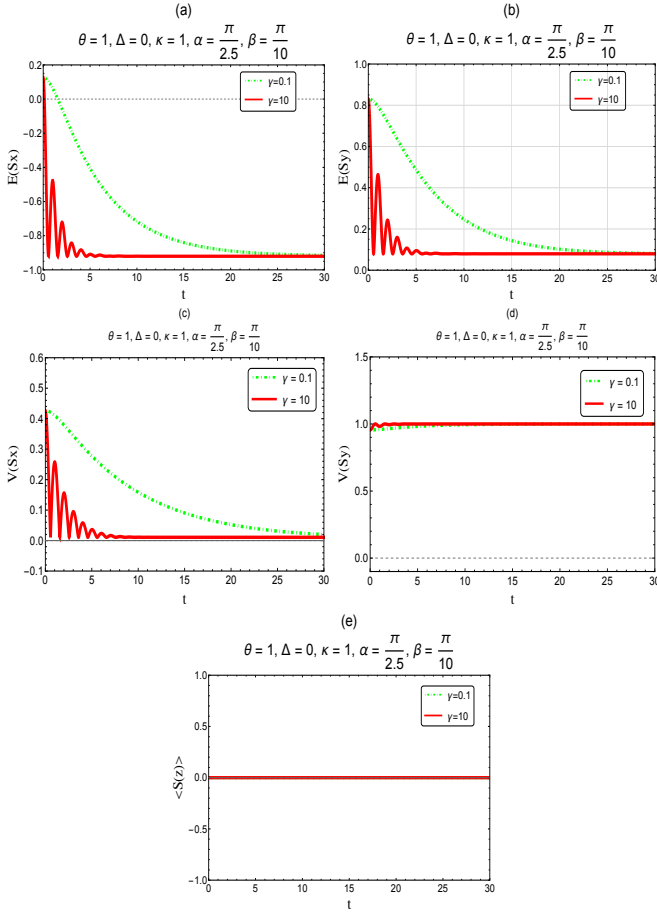 (a)
θ = 1, Δ = 0, κ = 1, α = π/2.5, β = π/10
E(Sx)
0.2
0.0
−0.2
−0.4
−0.6
−0.8
−1.0
γ=0.1
γ=10
0 5 10 15 20 25 30
t
(b)
θ = 1, Δ = 0, κ = 1, α = π/2.5, β = π/10
E(Sy)
1.0
0.8
0.6
0.4
0.2
0.0
γ=0.1
γ=10
0 5 10 15 20 25 30
t
(c)
θ = 1, Δ = 0, κ = 1, α = π/2.5, β = π/10
V(Sx)
0.6
0.5
0.4
0.3
0.2
0.1
0.0
−0.1
γ = 0.1
γ = 10
0 5 10 15 20 25 30
t
(d)
θ = 1, Δ = 0, κ = 1, α = π/2.5, β = π/10
V(Sy)
1.5
1.0
0.5
0.0
γ = 0.1
γ = 10
0 5 10 15 20 25 30
t
(e)
θ = 1, Δ = 0, κ = 1, α = π/2.5, β = π/10
<S(z)>
1.0
0.5
0.0
−0.5
−1.0
γ=0.1
γ=10
0 5 10 15 20 25 30
t